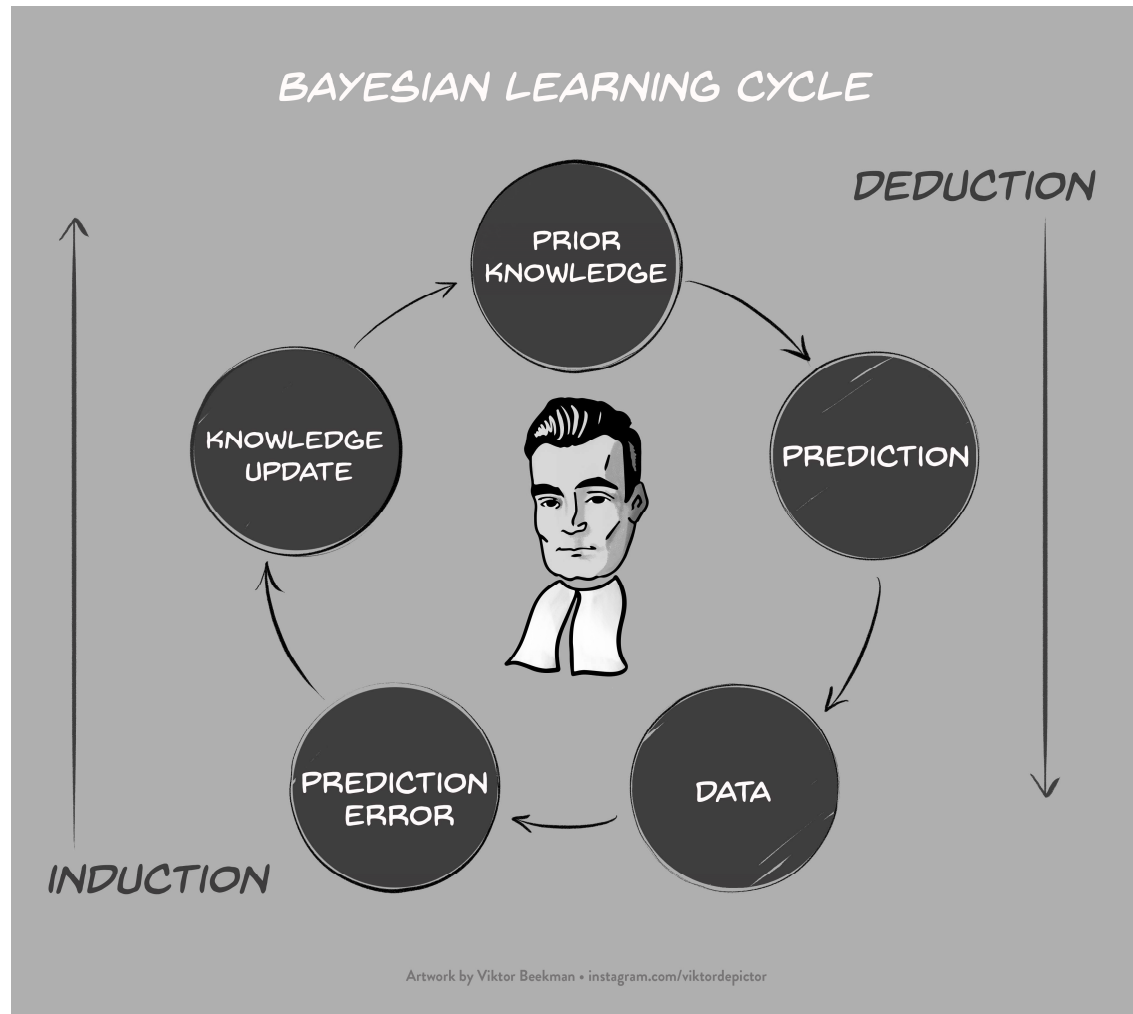 BAYESIAN LEARNING CYCLE
DEDUCTION
PRIOR
KNOWLEDGE
PREDICTION
DATA
PREDICTION
ERROR
KNOWLEDGE
UPDATE
INDUCTION
Artwork by Viktor Beekman • instagram.com/viktordepictor